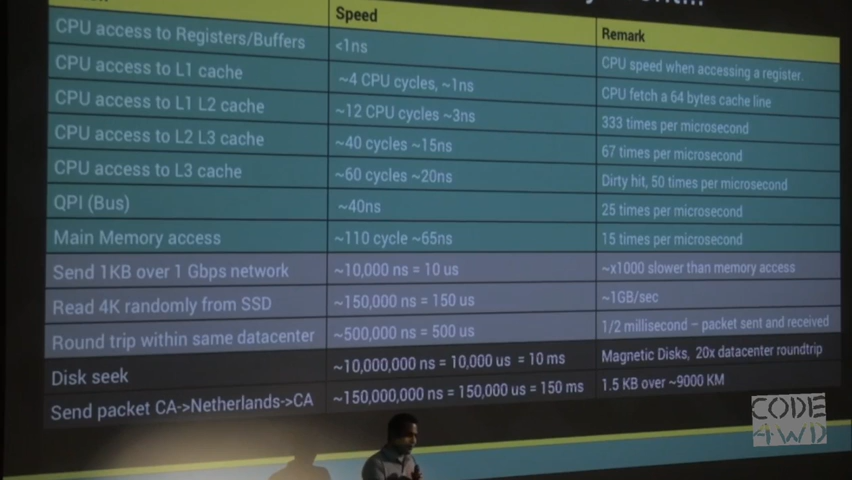 Speed
Remark
CPU access to Registers/Buffers
<1ns
CPU speed when accessing a register.
CPU access to L1 cache
~4 CPU cycles, ~1ns
CPU fetch a 64 bytes cache line
CPU access to L1 L2 cache
~12 CPU cycles ~3ns
333 times per microsecond
CPU access to L2 L3 cache
~40 cycles ~15ns
67 times per microsecond
CPU access to L3 cache
~60 cycles ~20ns
Dirty hit, 50 times per microsecond
QPI (Bus)
~40ns
25 times per microsecond
Main Memory access
~110 cycle ~65ns
15 times per microsecond
Send 1KB over 1 Gbps network
~10,000 ns = 10 us
~x1000 slower than memory access
Read 4K randomly from SSD
~150,000 ns = 150 us
~1GB/sec
Round trip within same datacenter
~500,000 ns = 500 us
1/2 millisecond – packet sent and received
Disk seek
~10,000,000 ns = 10,000 us = 10 ms
Magnetic Disks, 20x datacenter roundtrip
Send packet CA->Netherlands->CA
~150,000,000 ns = 150,000 us = 150 ms
1.5 KB over ~9000 KM
CODE
4WD